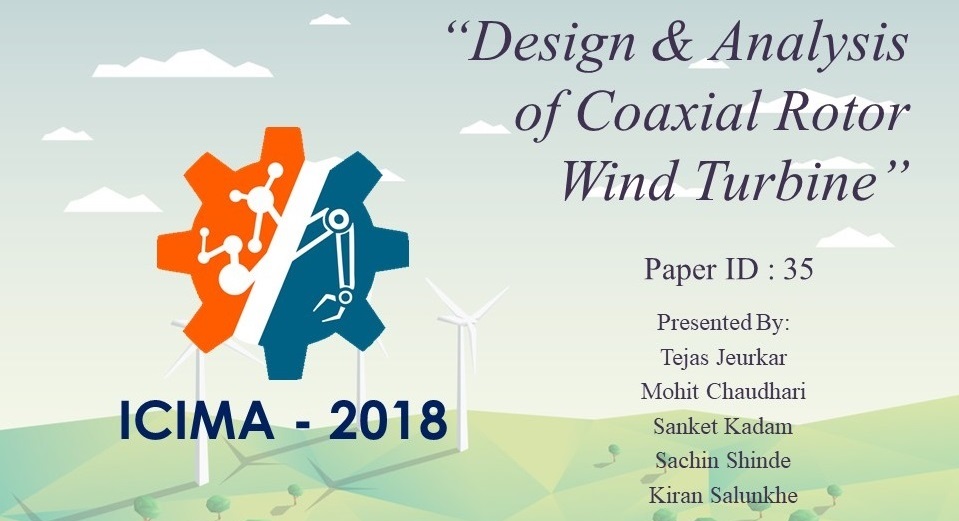 “Design & Analysis
of Coaxial Rotor
Wind Turbine”
Paper ID : 35
Presented By:
Tejas Jeurkar
Mohit Chaudhari
Sanket Kadam
Sachin Shinde
Kiran Salunkhe
ICIMA - 2018